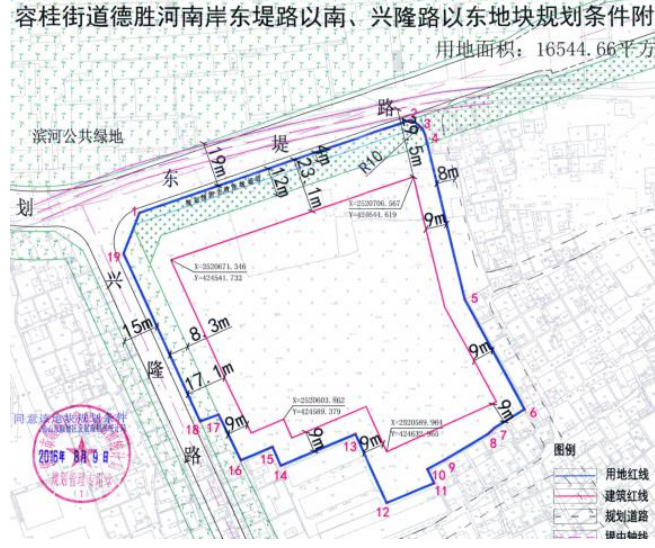 容桂街道德胜河南岸东堤路以南、兴隆路以东地块规划条件附
用地面积：16544.66平方
滨河公共绿地
划
东
堤
路
兴
隆
路
19m
12m
23.1m
4m
29.5m
R10
8m
9m
9m
9m
9m
9m
15m
8.3m
17.1m
X=2520706.567
Y=424644.619
X=2520671.346
Y=424541.732
X=2520603.862
Y=424589.379
1
2
3
4
5
6
7
8
9
10
11
12
13
14
15
16
17
18
19
2016年 8月 9日
图例
用地红线
建筑红线
规划道路
堤中轴线